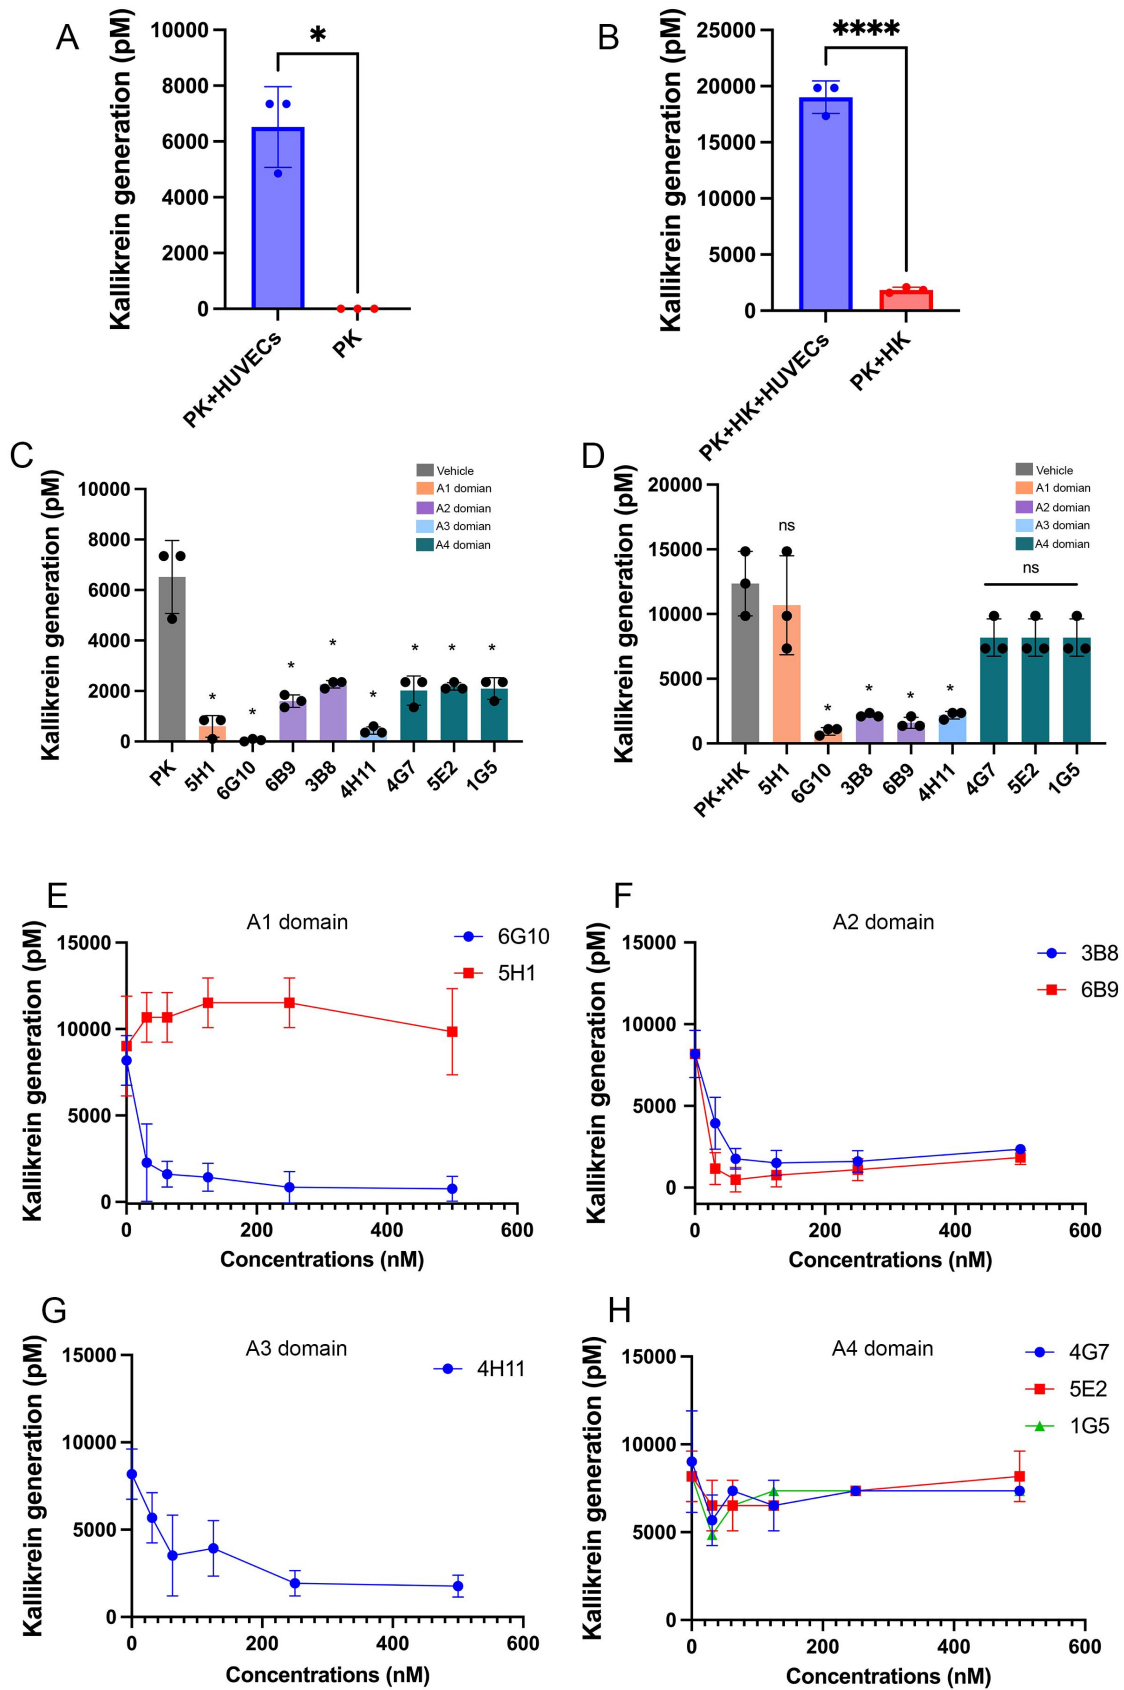 A
Kallikrein generation (pM)
10000
8000
6000
4000
2000
0
*
PK+HUVECs
PK
B
Kallikrein generation (pM)
25000
20000
15000
10000
5000
0
****
PK+HK+HUVECs
PK+HK
C
Kallikrein generation (pM)
10000
8000
6000
4000
2000
0
Vehicle
A1 domian
A2 domian
A3 domian
A4 domian
* * * * * * * *
PK 5H1 6G10 6B9 3B8 4H11 4G7 5E2 1G5
D
Kallikrein generation (pM)
20000
15000
10000
5000
0
Vehicle
A1 domian
A2 domian
A3 domian
A4 domian
ns
ns
* * * *
PK+HK 5H1 6G10 3B8 6B9 4H11 4G7 5E2 1G5
E
A1 domain
6G10
5H1
Kallikrein generation (pM)
15000
10000
5000
0
0 200 400 600
Concentrations (nM)
F
A2 domain
3B8
6B9
Kallikrein generation (pM)
15000
10000
5000
0
0 200 400 600
Concentrations (nM)
G
A3 domain
4H11
Kallikrein generation (pM)
15000
10000
5000
0
0 200 400 600
Concentrations (nM)
H
A4 domain
4G7
5E2
1G5
Kallikrein generation (pM)
15000
10000
5000
0
0 200 400 600
Concentrations (nM)